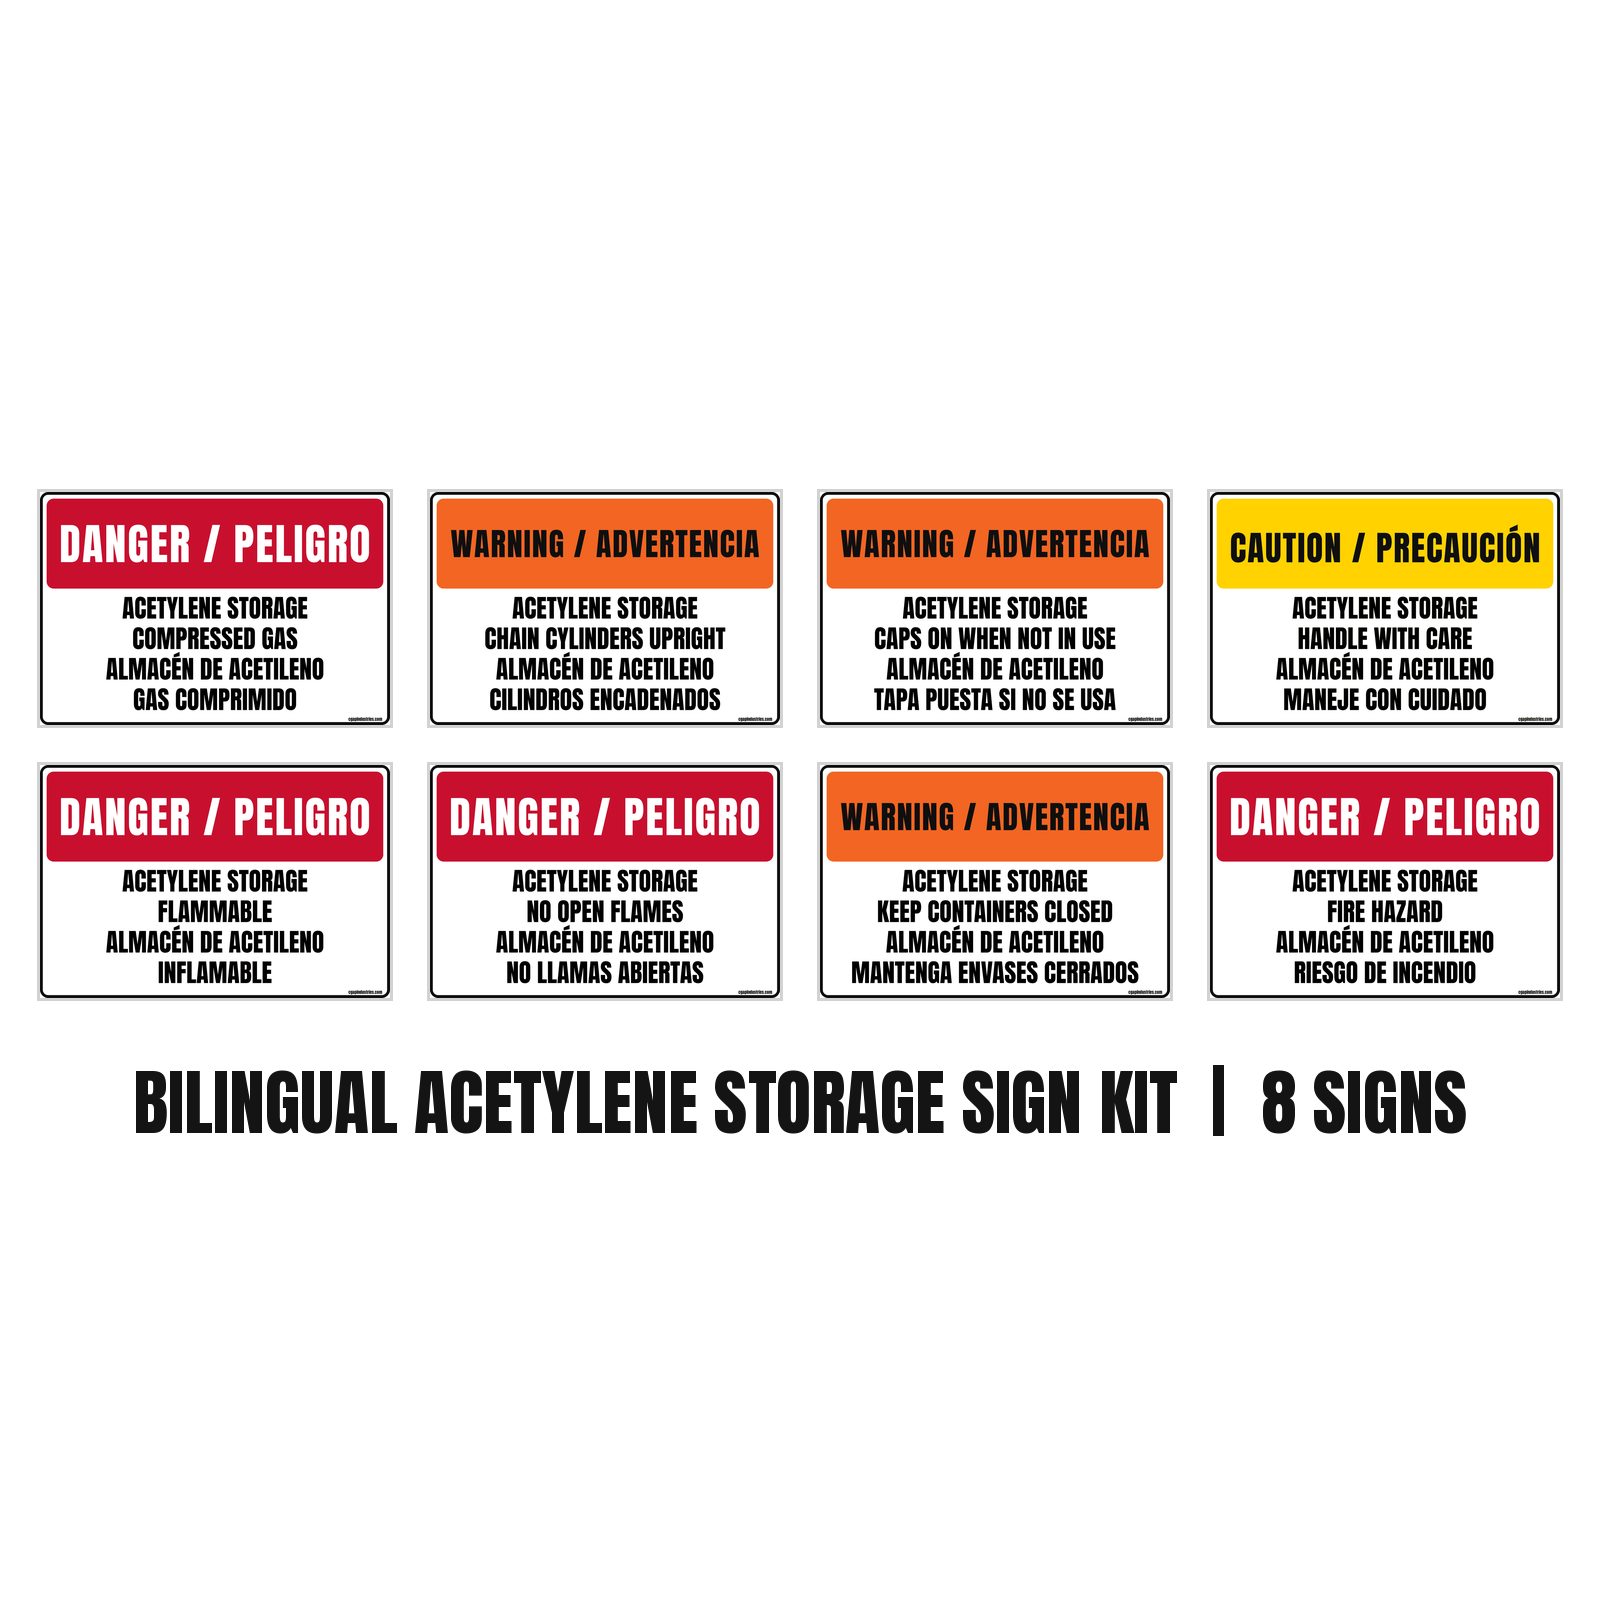 DANGER / PELIGRO
ACETYLENE STORAGE
COMPRESSED GAS
ALMACÉN DE ACETILENO
GAS COMPRIMIDO
WARNING / ADVERTENCIA
ACETYLENE STORAGE
CHAIN CYLINDERS UPRIGHT
ALMACÉN DE ACETILENO
CILINDROS ENCADENADOS
WARNING / ADVERTENCIA
ACETYLENE STORAGE
CAPS ON WHEN NOT IN USE
ALMACÉN DE ACETILENO
TAPA PUESTA SI NO SE USA
CAUTION / PRECAUCIÓN
ACETYLENE STORAGE
HANDLE WITH CARE
ALMACÉN DE ACETILENO
MANEJE CON CUIDADO
DANGER / PELIGRO
ACETYLENE STORAGE
FLAMMABLE
ALMACÉN DE ACETILENO
INFLAMABLE
DANGER / PELIGRO
ACETYLENE STORAGE
NO OPEN FLAMES
ALMACÉN DE ACETILENO
NO LLAMAS ABIERTAS
WARNING / ADVERTENCIA
ACETYLENE STORAGE
KEEP CONTAINERS CLOSED
ALMACÉN DE ACETILENO
MANTENGA ENVASES CERRADOS
DANGER / PELIGRO
ACETYLENE STORAGE
FIRE HAZARD
ALMACÉN DE ACETILENO
RIESGO DE INCENDIO
BILINGUAL ACETYLENE STORAGE SIGN KIT | 8 SIGNS